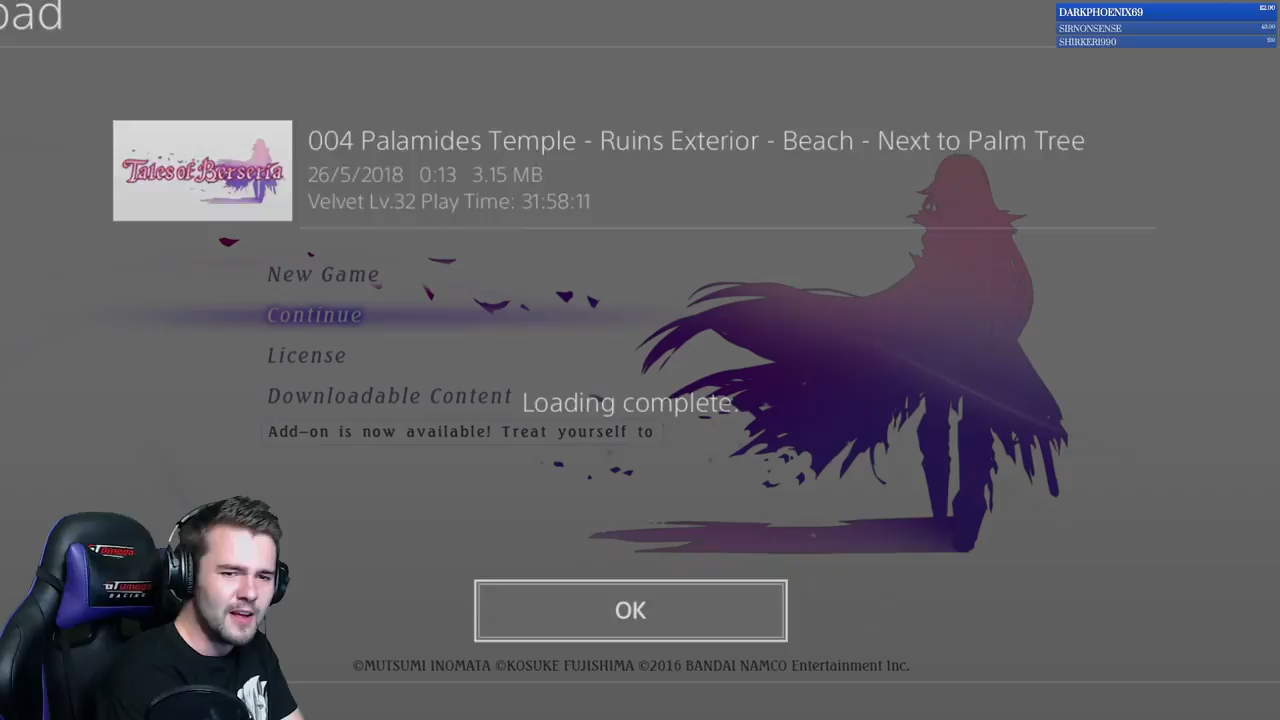 oad
DARKPHOENIX69 $2.00
SIRNONSENSE
SHIRKER1990
Tales of Berseria
004 Palamides Temple - Ruins Exterior - Beach - Next to Palm Tree
26/5/2018 0:13 3.15 MB
Velvet Lv.32 Play Time: 31:58:11
New Game
Continue
License
Downloadable Content
Loading complete.
Add-on is now available! Treat yourself to
OK
©MUTSUMI INOMATA ©KOSUKE FUJISHIMA ©2016 BANDAI NAMCO Entertainment Inc.